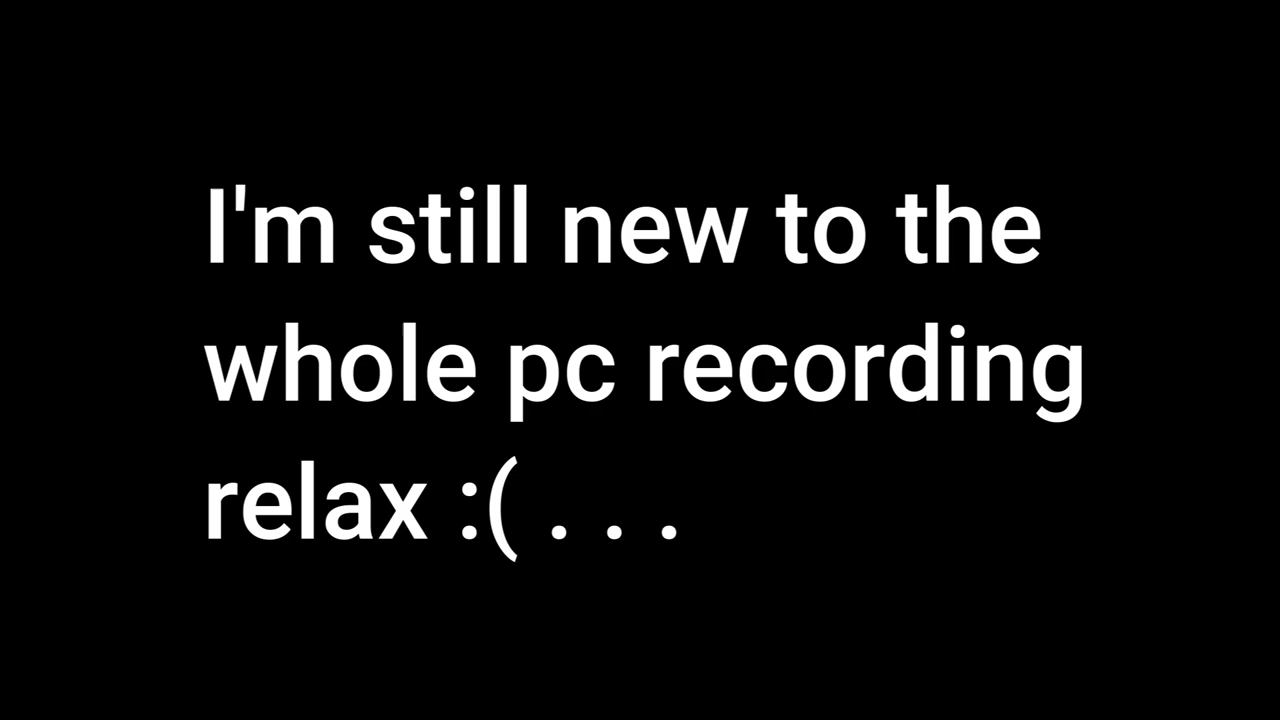 I'm still new to the
whole pc recording
relax :( . . .